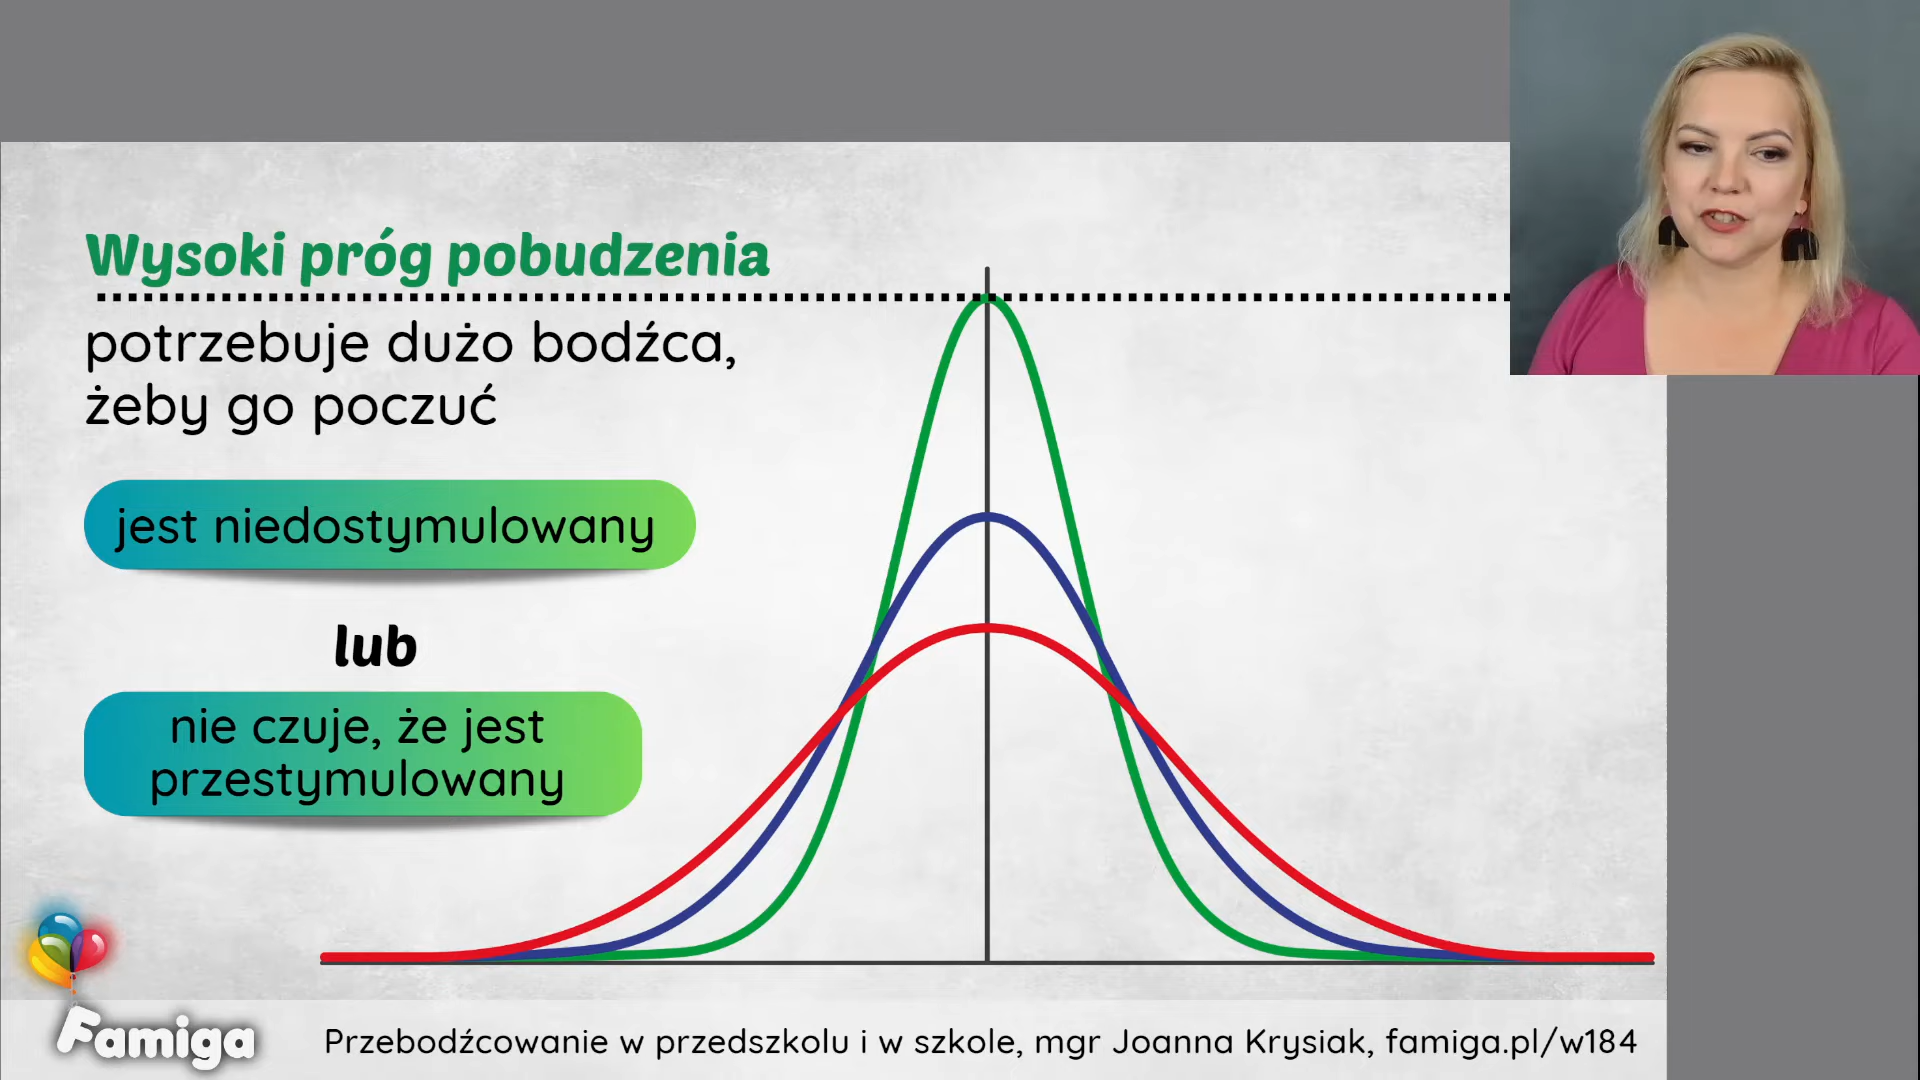 Wysoki próg pobudzenia
potrzebuje dużo bodźca,
żeby go poczuć
jest niedostymulowany
lub
nie czuje, że jest
przestymulowany
Famiga
Przebodźcowanie w przedszkolu i w szkole, mgr Joanna Krysiak, famiga.pl/w184